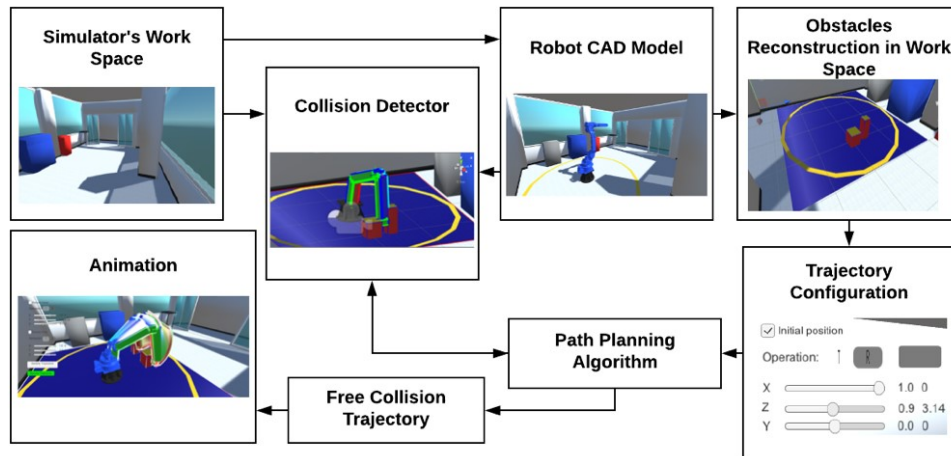 Simulator's Work
Space
Robot CAD Model
Obstacles
Reconstruction in Work
Space
Collision Detector
Animation
Trajectory
Configuration
Initial position
Operation:
X 1.0 0
Z 0.9 3.14
Y 0.0 0
Path Planning
Algorithm
Free Collision
Trajectory